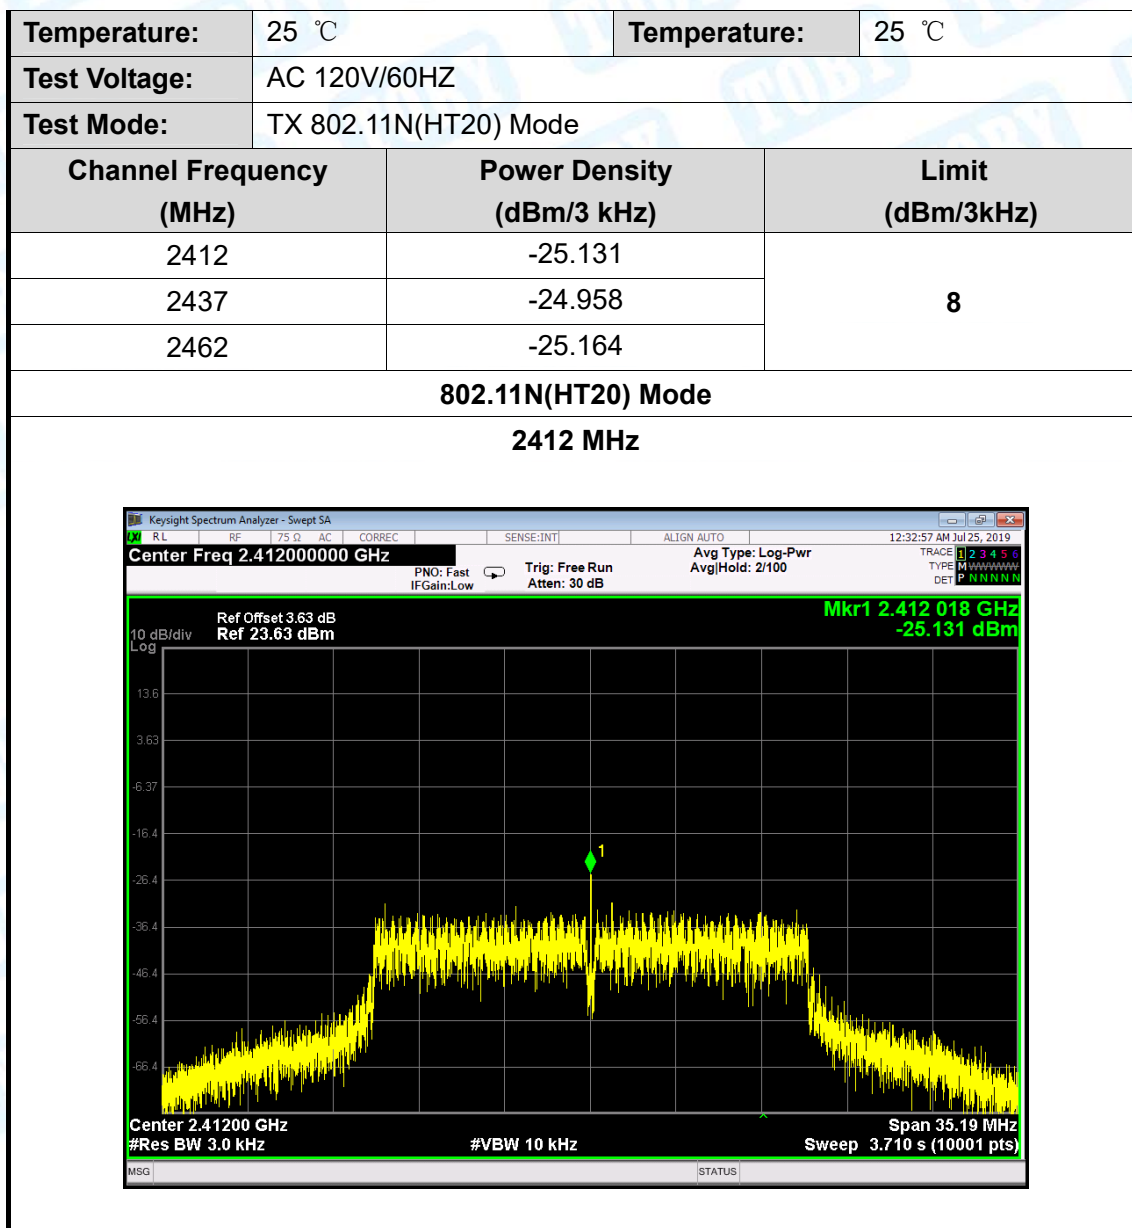 Temperature: 25 ℃ Temperature: 25 ℃
Test Voltage: AC 120V/60HZ
Test Mode: TX 802.11N(HT20) Mode
Channel Frequency Power Density Limit
(MHz) (dBm/3 kHz) (dBm/3kHz)
2412 -25.131
2437 -24.958 8
2462 -25.164
802.11N(HT20) Mode
2412 MHz
Keysight Spectrum Analyzer - Swept SA
LXI RL RF 75 Ω AC CORREC SENSE:INT ALIGN AUTO 12:32:57 AM Jul 25, 2019
Center Freq 2.412000000 GHz Avg Type: Log-Pwr TRACE 1 2 3 4 5 6
PNO: Fast Trig: Free Run Avg|Hold: 2/100 TYPE M WWWWW
IFGain:Low Atten: 30 dB DET P N N N N N
Mkr1 2.412 018 GHz
Ref Offset 3.63 dB
10 dB/div Ref 23.63 dBm -25.131 dBm
Log
13.6
3.63
-6.37
-16.4
1
-26.4
-36.4
-46.4
-56.4
-66.4
Center 2.41200 GHz Span 35.19 MHz
#Res BW 3.0 kHz #VBW 10 kHz Sweep 3.710 s (10001 pts)
MSG STATUS
TOBY
TOBY
TOBY
TOBY